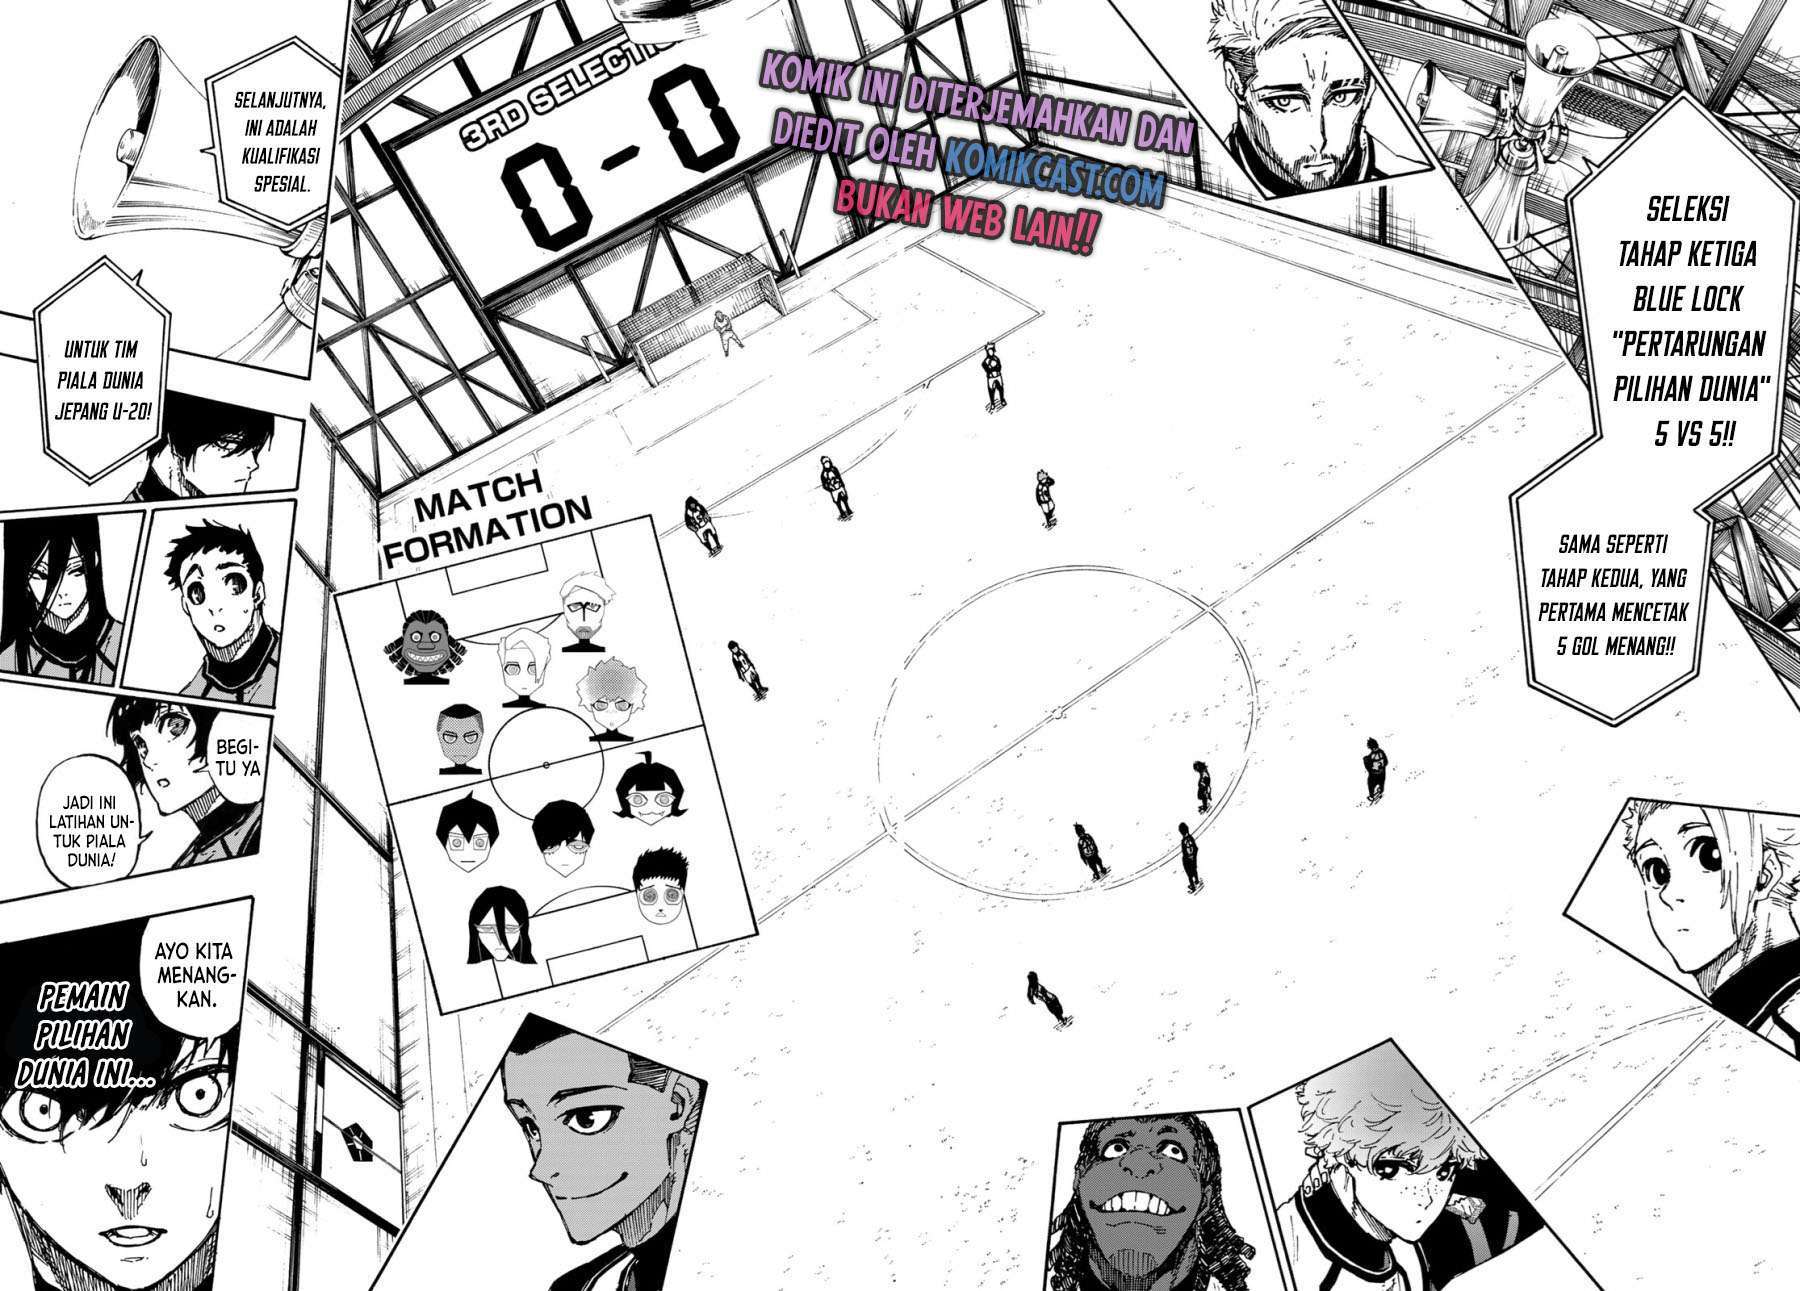 SELEKSI
TAHAP KETIGA
BLUE LOCK
"PERTARUNGAN
PILIHAN DUNIA"
5 VS 5!!
SAMA SEPERTI
TAHAP KEDUA, YANG
PERTAMA MENCETAK
5 GOL MENANG!!
KOMIK INI DITERJEMAHKAN DAN
DIEDIT OLEH KOMIKCAST.COM
BUKAN WEB LAIN!!
3RD SELECTION
0-0
MATCH
FORMATION
SELANJUTNYA,
INI ADALAH
KUALIFIKASI
SPESIAL.
UNTUK TIM
PIALA DUNIA
JEPANG U-20!
BEGI-
TU YA
JADI INI
LATIHAN UN-
TUK PIALA
DUNIA!
AYO KITA
MENANG-
KAN.
PEMAIN
PILIHAN
DUNIA INI...